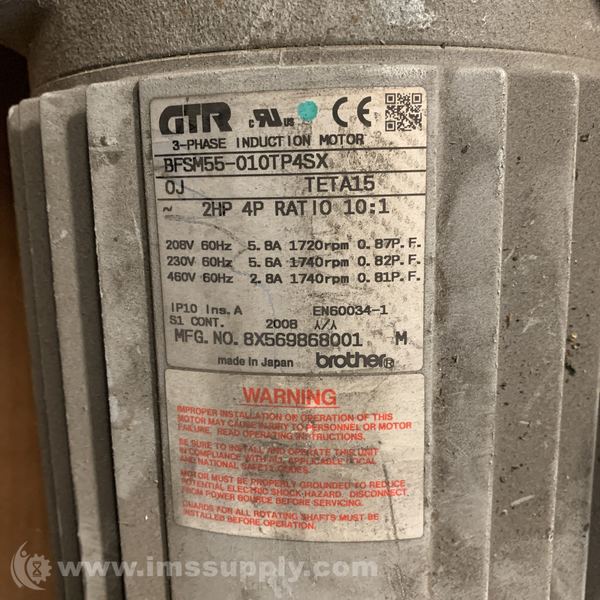 GTR c RU us CE
3-PHASE INDUCTION MOTOR
BFSM55-010TP4SX
OJ TETA15
~ 2HP 4P RATIO 10:1
208V 60Hz 5.8A 1720rpm 0.87P.F.
230V 60Hz 5.6A 1740rpm 0.82P.F.
460V 60Hz 2.8A 1740rpm 0.81P.F.
IP10 Ins.A EN60034-1
S1 CONT. 2008 ⅄/⅄
MFG.NO.8X569868001 M
made in Japan brother®
WARNING
IMPROPER INSTALLATION OR OPERATION OF THIS
MOTOR MAY CAUSE INJURY TO PERSONNEL OR MOTOR
FAILURE. READ OPERATING INSTRUCTIONS.
BE SURE TO INSTALL AND OPERATE THIS UNIT
IN COMPLIANCE WITH ALL APPLICABLE LOCAL
AND NATIONAL SAFETY CODES.
MOTOR MUST BE PROPERLY GROUNDED TO REDUCE
POTENTIAL ELECTRIC SHOCK HAZARD. DISCONNECT
FROM POWER SOURCE BEFORE SERVICING.
GUARDS FOR ALL ROTATING SHAFTS MUST BE
INSTALLED BEFORE OPERATION.
www.imssupply.com/